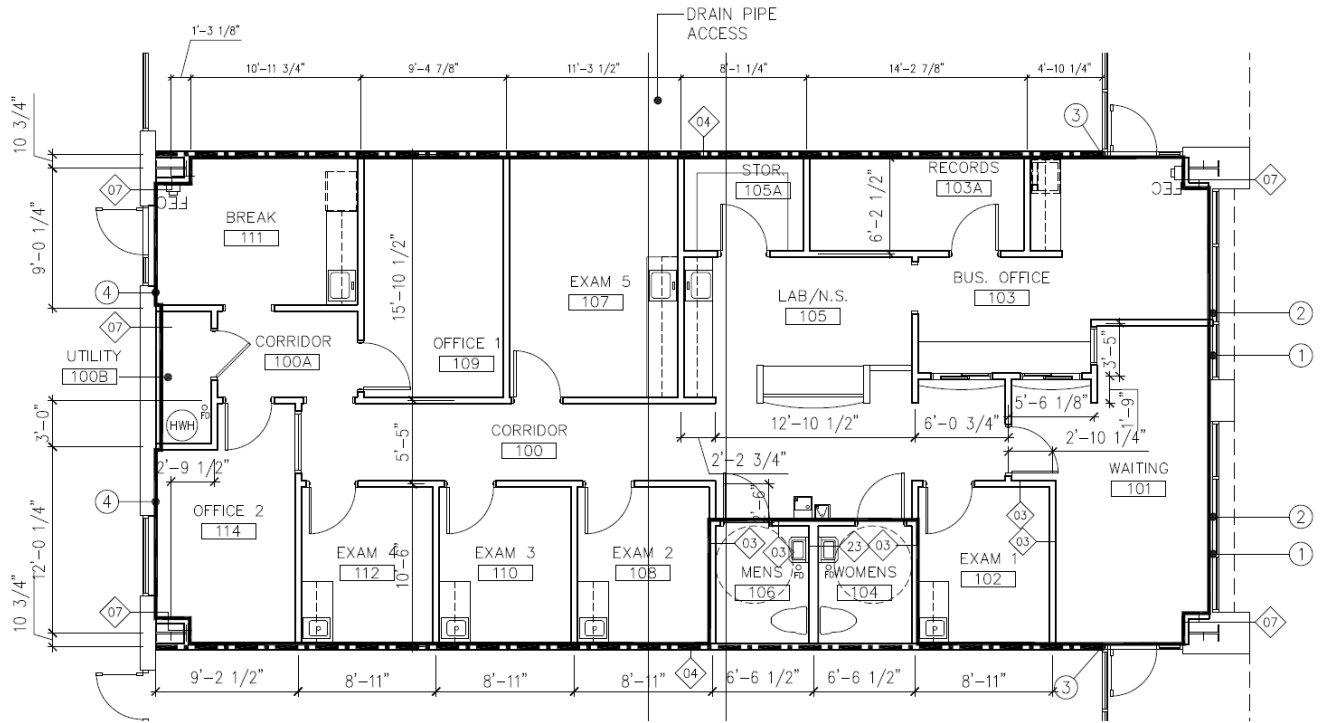 DRAIN PIPE
ACCESS
1'-3 1/8"
10'-11 3/4"
9'-4 7/8"
11'-3 1/2"
8'-1 1/4"
14'-2 7/8"
4'-10 1/4"
10 3/4"
04
3
07
FEC
BREAK
111
STOR.
105A
RECORDS
103A
FEC
07
9'-0 1/4"
6'-2 1/2"
15'-10 1/2"
EXAM 5
107
LAB/N.S.
105
BUS. OFFICE
103
4
2
07
UTILITY
100B
CORRIDOR
100A
OFFICE 1
109
3'-5"
1
HWH
FD
3'-0"
5'-5"
CORRIDOR
100
12'-10 1/2"
6'-0 3/4"
5'-6 1/8"
1'-9"
2'-10 1/4"
2'-9 1/2"
2'-2 3/4"
WAITING
101
4
OFFICE 2
114
2
12'-0 1/4"
EXAM 4
112
10'-6"
EXAM 3
110
EXAM 2
108
03
03
23
03
03
03
MENS
106
FD
FD
WOMENS
104
EXAM 1
102
1
10 3/4"
07
P
P
P
P
07
9'-2 1/2"
8'-11"
8'-11"
8'-11"
04
6'-6 1/2"
6'-6 1/2"
8'-11"
3